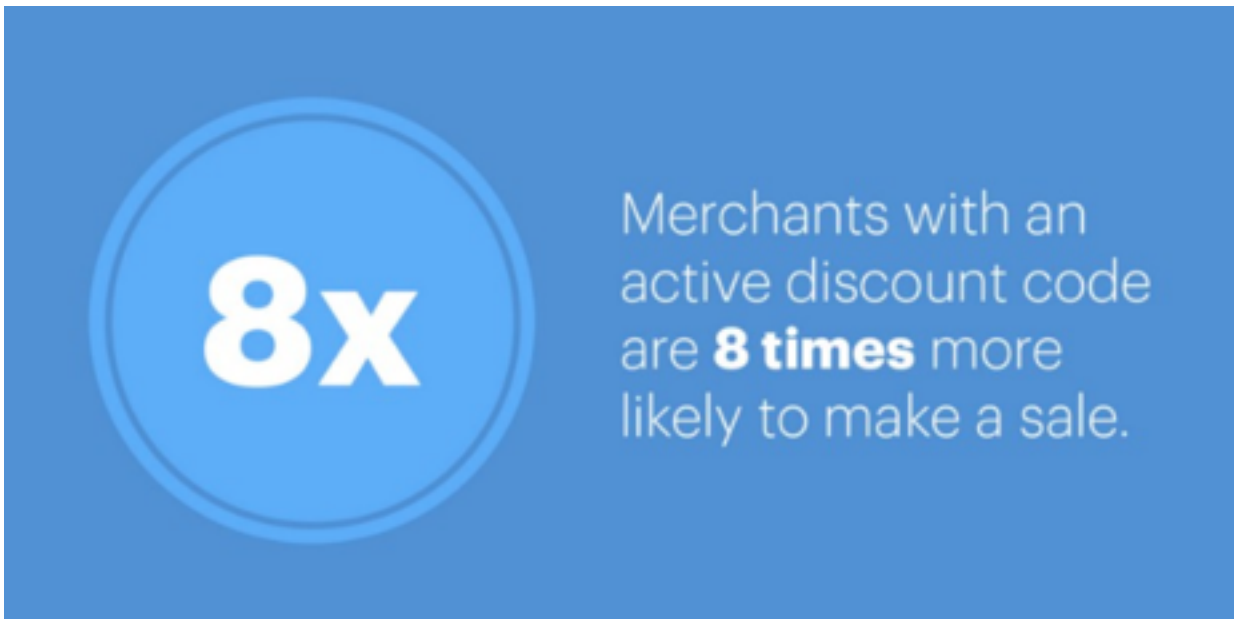 8x
Merchants with an
active discount code
are 8 times more
likely to make a sale.